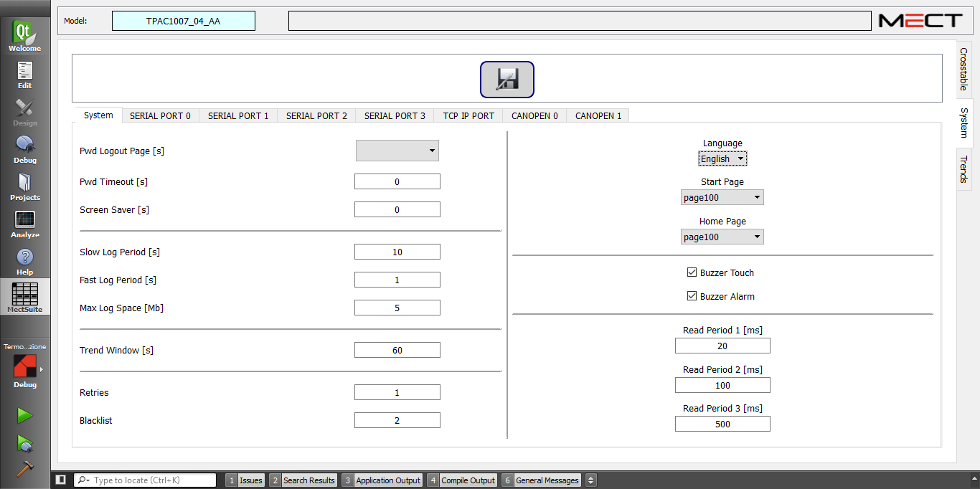 Model:
TPAC1007_04_AA
MECT
Qt
Welcome
Edit
Design
Debug
Projects
Analyze
Help
MectSuite
Termo...zione
Debug
System
SERIAL PORT 0
SERIAL PORT 1
SERIAL PORT 2
SERIAL PORT 3
TCP IP PORT
CANOPEN 0
CANOPEN 1
Pwd Logout Page [s]
Pwd Timeout [s]
0
Screen Saver [s]
0
Slow Log Period [s]
10
Fast Log Period [s]
1
Max Log Space [Mb]
5
Trend Window [s]
60
Retries
1
Blacklist
2
Language
English
Start Page
page100
Home Page
page100
Buzzer Touch
Buzzer Alarm
Read Period 1 [ms]
20
Read Period 2 [ms]
100
Read Period 3 [ms]
500
Crosstable
System
Trends
Type to locate (Ctrl+K)
1 Issues
2 Search Results
3 Application Output
4 Compile Output
6 General Messages